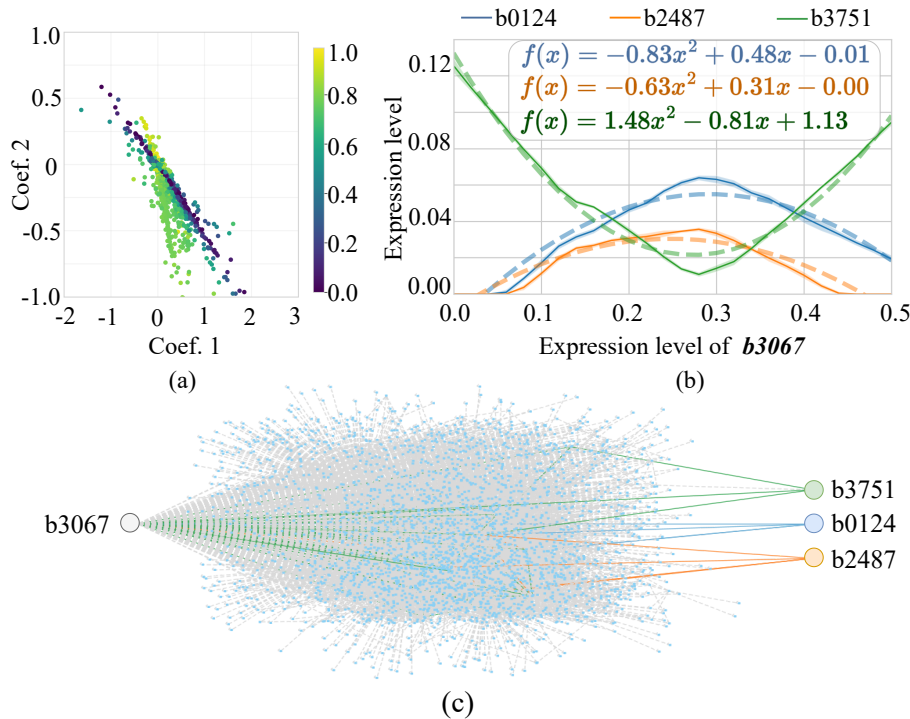 1.0
0.5
0
-0.5
-1.0
Coef. 2
-2 -1 0 1 2 3
Coef. 1
1.0
0.8
0.6
0.4
0.2
0.0
(a)
b0124 b2487 b3751
f(x) = −0.83x² + 0.48x − 0.01
f(x) = −0.63x² + 0.31x − 0.00
f(x) = 1.48x² − 0.81x + 1.13
0.12
0.08
0.04
0.00
Expression level
0.0 0.1 0.2 0.3 0.4 0.5
Expression level of b3067
(b)
b3067
b3751
b0124
b2487
(c)